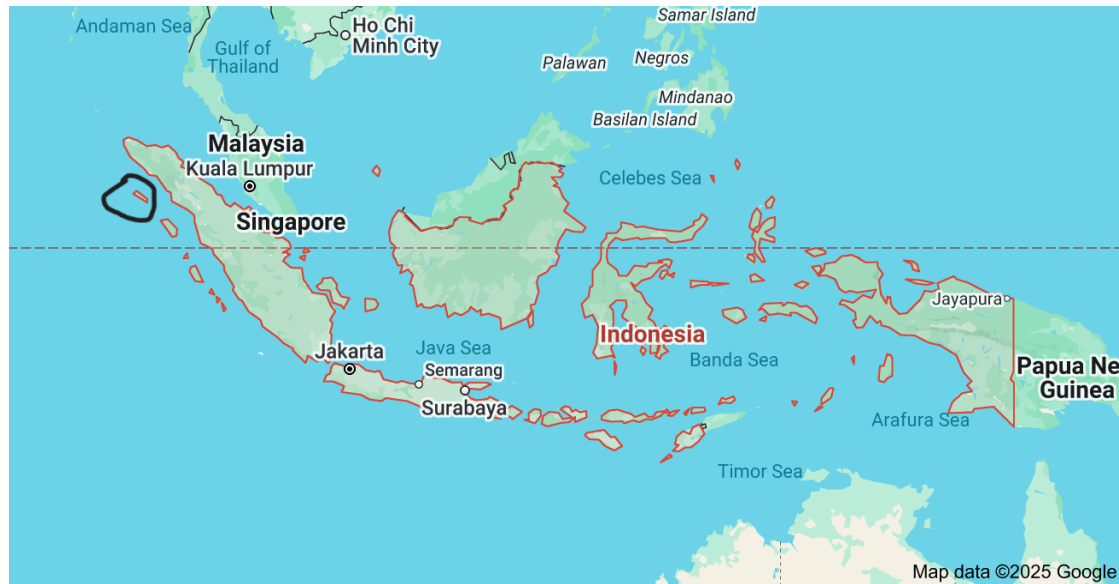 Andaman Sea
Ho Chi
Minh City
Gulf of
Thailand
Samar Island
Palawan
Negros
Mindanao
Basilan Island
Malaysia
Kuala Lumpur
Celebes Sea
Singapore
Jayapura
Indonesia
Jakarta
Java Sea
Banda Sea
Semarang
Papua Ne
Guinea
Surabaya
Arafura Sea
Timor Sea
Map data ©2025 Google